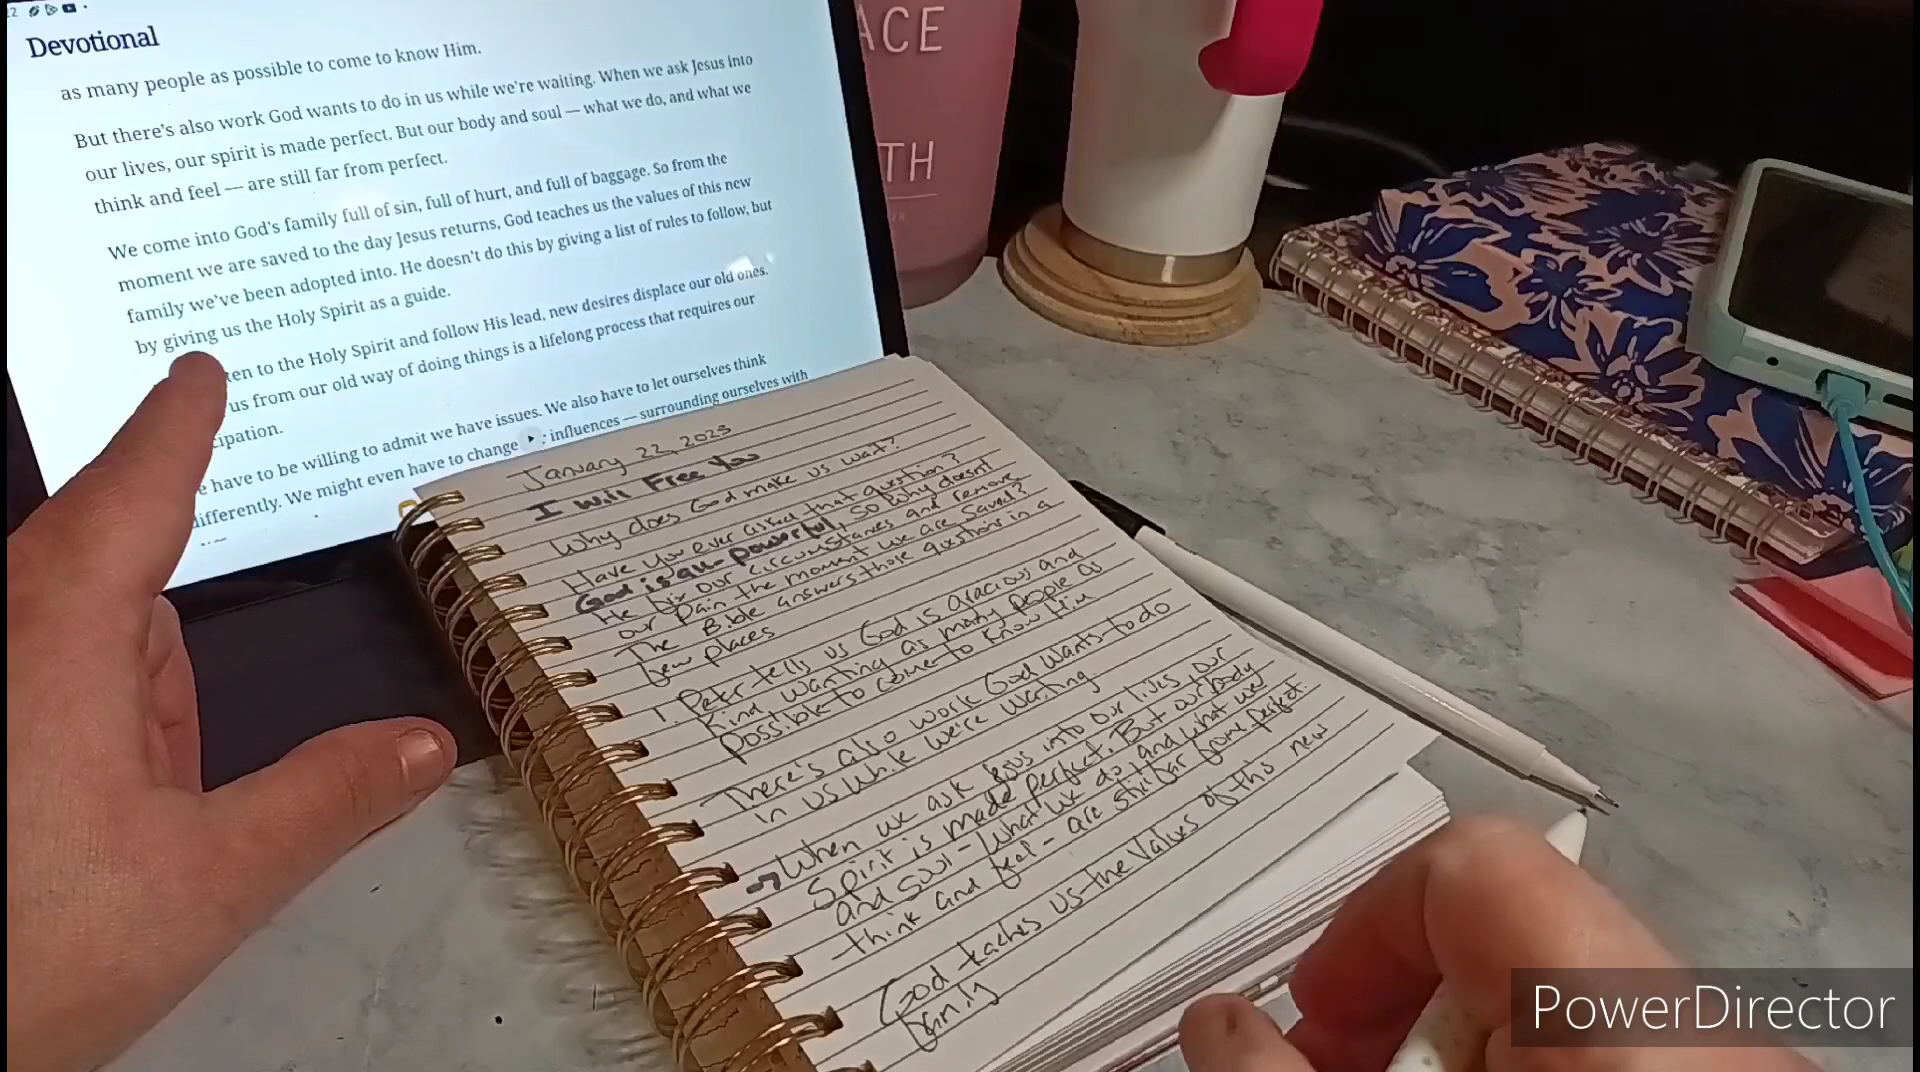 Devotional
as many people as possible to come to know Him.
But there's also work God wants to do in us while we're waiting. When we ask Jesus into
our lives, our spirit is made perfect. But our body and soul — what we do, and what we
think and feel — are still far from perfect.
We come into God's family full of sin, full of hurt, and full of baggage. So from the
moment we are saved to the day Jesus returns, God teaches us the values of this new
family we've been adopted into. He doesn't do this by giving a list of rules to follow, but
by giving us the Holy Spirit as a guide.
to the Holy Spirit and follow His lead, new desires displace our old ones.
us from our old way of doing things is a lifelong process that requires our
have to be willing to admit we have issues. We also have to let ourselves think
differently. We might even have to change influences — surrounding ourselves with
ACE
TH
January 22, 2025
I Will Free You
Why does God make us wait?
Have you ever asked that question?
God is all-powerful, so why doesn't
He fix our circumstances and remove
our pain the moment we are saved?
The Bible answers those questions in a
few places
1. Peter tells us God is gracious and
Kind, wanting as many people as
possible to come to know Him
There's also work God wants to do
in us while we're waiting
When we ask Jesus into our lives, our
Spirit is made perfect. But our body
and soul - what we do, and what we
think and feel - are still far from perfect.
God teaches us the values of this new
family
PowerDirector